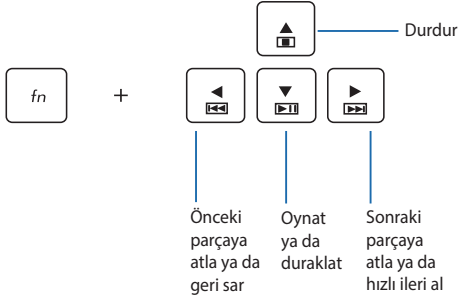 Durdur
fn
+
Önceki
parçaya
atla ya da
geri sar
Oynat
ya da
duraklat
Sonraki
parçaya
atla ya da
hızlı ileri al